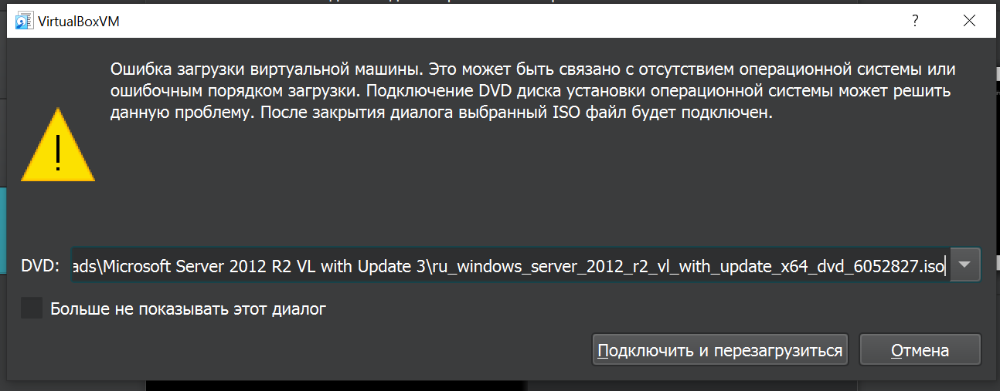 VirtualBoxVM
?
Ошибка загрузки виртуальной машины. Это может быть связано с отсутствием операционной системы или
ошибочным порядком загрузки. Подключение DVD диска установки операционной системы может решить
данную проблему. После закрытия диалога выбранный ISO файл будет подключен.
DVD:
ads\Microsoft Server 2012 R2 VL with Update 3\ru_windows_server_2012_r2_vl_with_update_x64_dvd_6052827.iso
Больше не показывать этот диалог
Подключить и перезагрузиться
Отмена